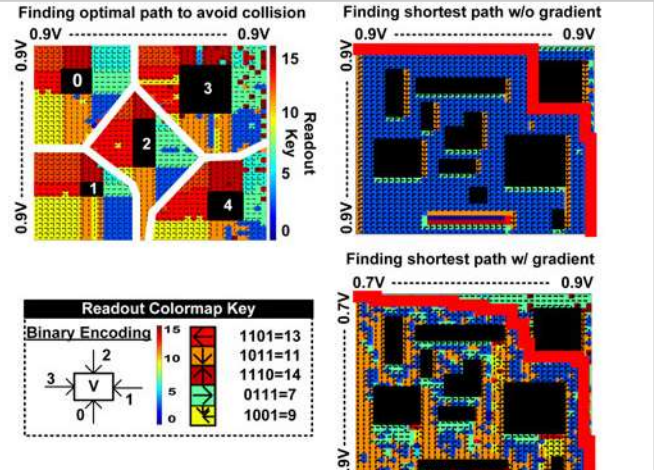 Finding optimal path to avoid collision
0.9V 0.9V
0.9V
0.9V
0
3
2
1
4
15
10
5
0
Readout Key
Finding shortest path w/o gradient
0.9V 0.9V
0.9V
0.9V
Readout Colormap Key
Binary Encoding
2
3
V
1
0
15
10
5
0
1101=13
1011=11
1110=14
0111=7
1001=9
Finding shortest path w/ gradient
0.7V 0.9V
0.7V
.9V